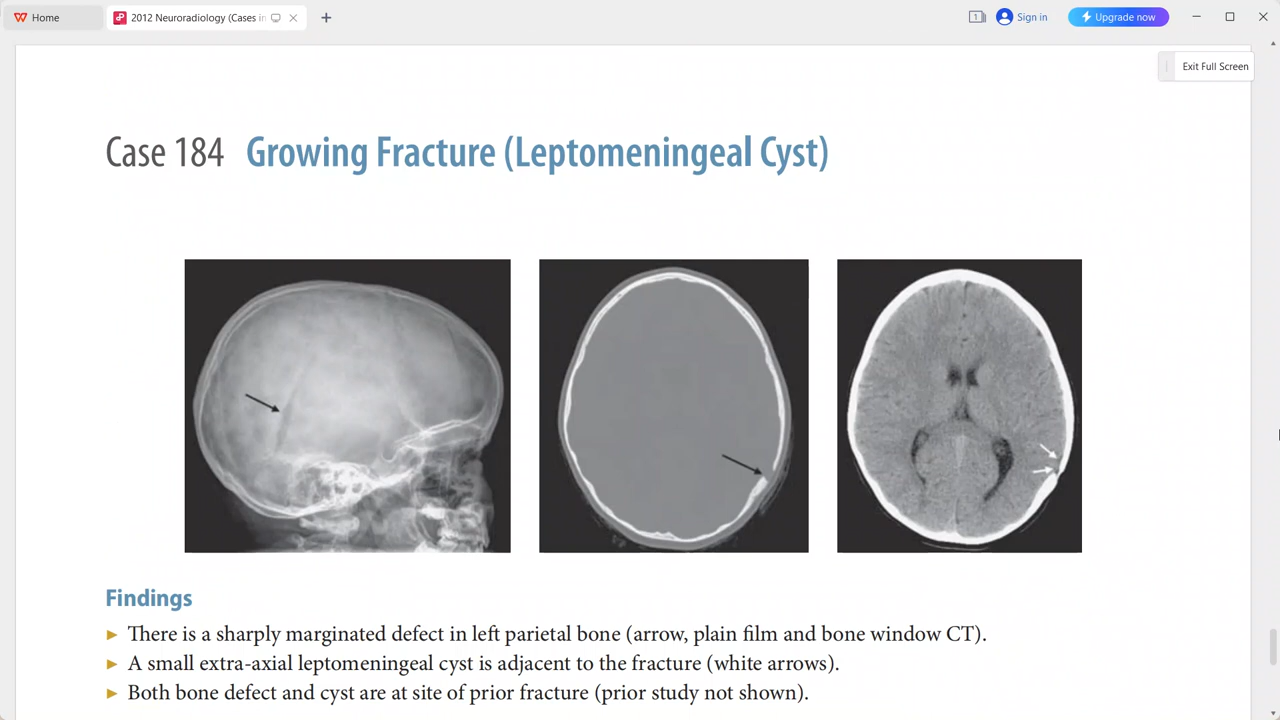 Home
2012 Neuroradiology (Cases in
1
Sign in
Upgrade now
Exit Full Screen
Case 184 Growing Fracture (Leptomeningeal Cyst)
Findings
► There is a sharply marginated defect in left parietal bone (arrow, plain film and bone window CT).
► A small extra-axial leptomeningeal cyst is adjacent to the fracture (white arrows).
► Both bone defect and cyst are at site of prior fracture (prior study not shown).